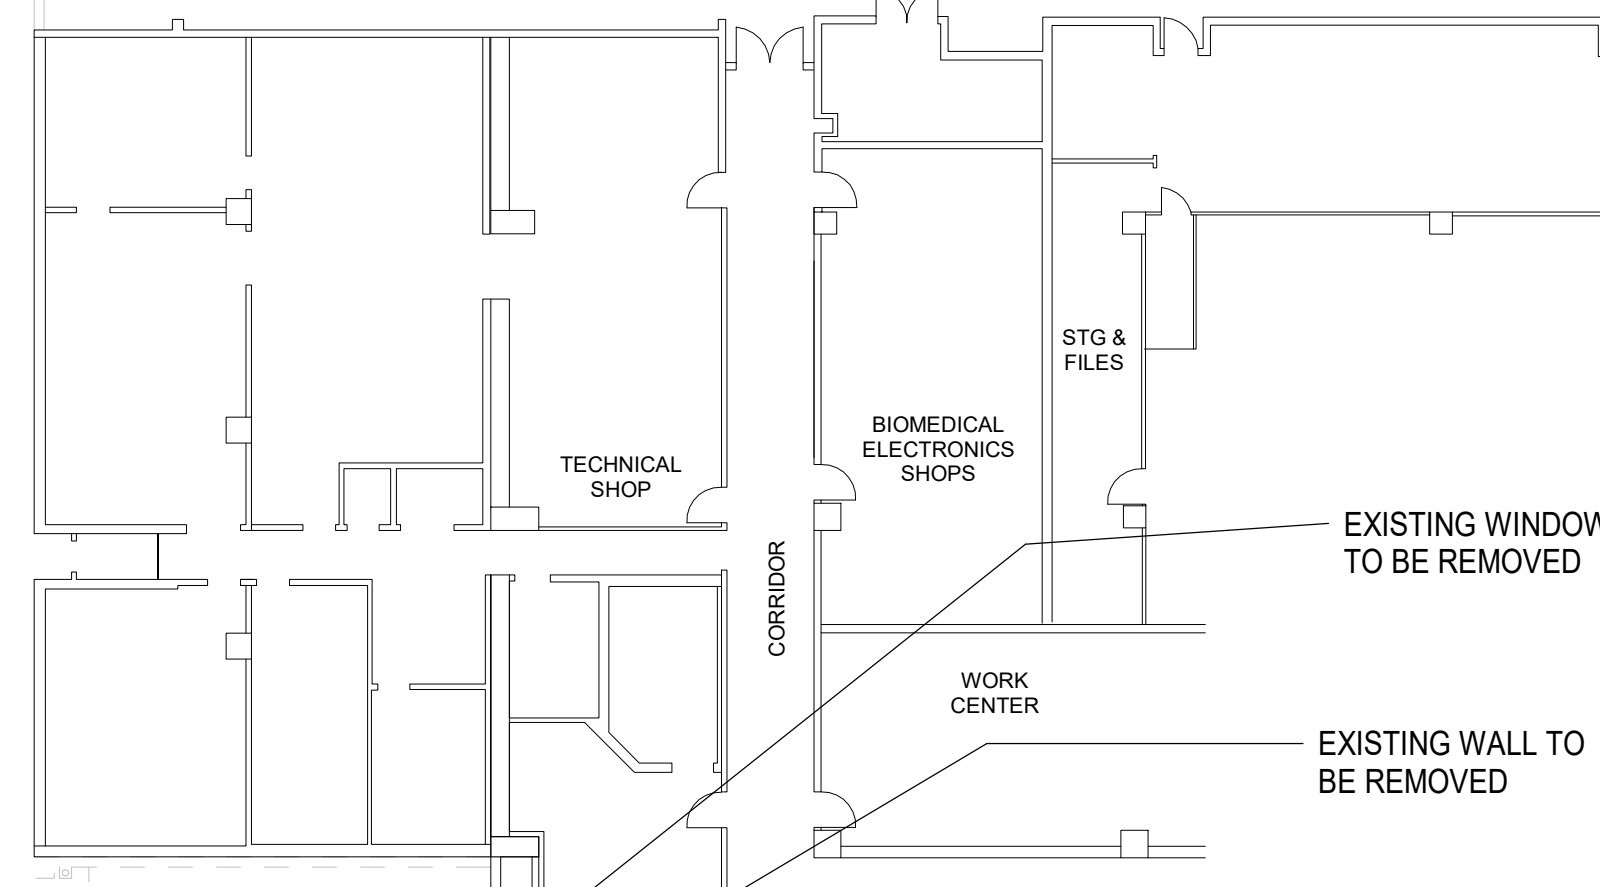 STG &
FILES
BIOMEDICAL
ELECTRONICS
SHOPS
TECHNICAL
SHOP
EXISTING WINDOW
TO BE REMOVED
CORRIDOR
WORK
CENTER
EXISTING WALL TO
BE REMOVED